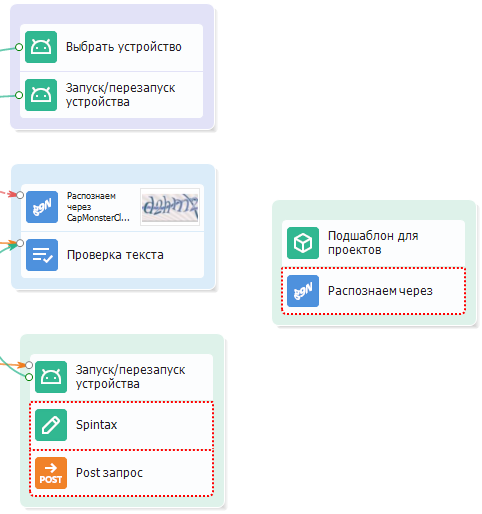 Выбрать устройство
Запуск/перезапуск
устройства
Распознаем
через
CapMonsterCl...
Проверка текста
Подшаблон для
проектов
Распознаем через
Запуск/перезапуск
устройства
Spintax
POST
Post запрос